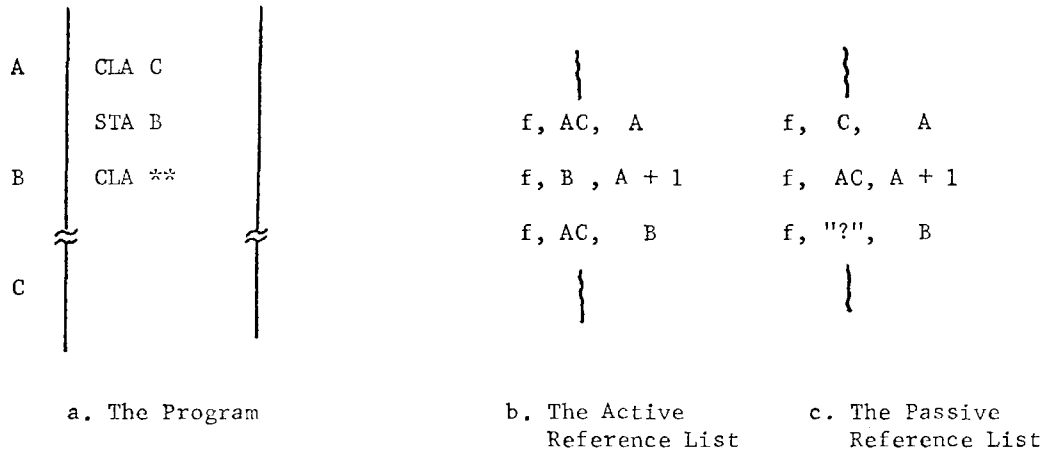 A CLA C
STA B
B CLA **
C
f, AC, A
f, B , A + 1
f, AC, B
f, C, A
f, AC, A + 1
f, "?", B
a. The Program
b. The Active
Reference List
c. The Passive
Reference List